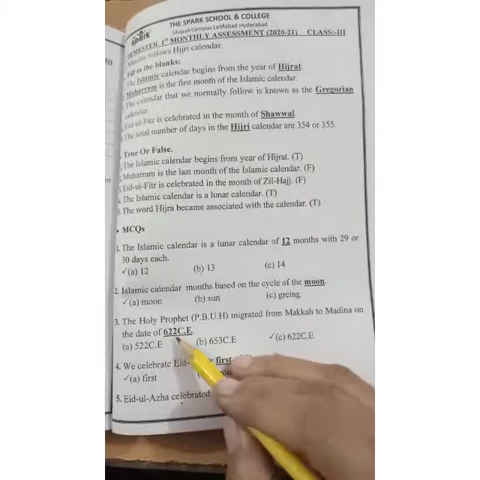 THE SPARK SCHOOL & COLLEGE
SPARK
Ghazali Campus Latifabad Hyderabad
SEMESTER 1st MONTHLY ASSESSMENT (2020-21) CLASS:-III
Muslim follows Hijri calendar.
Fill in the blanks:
The Islamic calendar begins from the year of Hijrat.
Muharram is the first month of the Islamic calendar.
The calendar that we normally follow is known as the Gregorian
calendar.
Eid-ul-Fitr is celebrated in the month of Shawwal.
The total number of days in the Hijri calendar are 354 or 355.
True Or False.
The Islamic calendar begins from year of Hijrat. (T)
Muharram is the last month of the Islamic calendar. (F)
Eid-ul-Fitr is celebrated in the month of Zil-Hajj. (F)
The Islamic calendar is a lunar calendar. (T)
The word Hijra became associated with the calendar. (T)
• MCQs
1. The Islamic calendar is a lunar calendar of 12 months with 29 or
30 days each.
✓(a) 12 (b) 13 (c) 14
2. Islamic calendar months based on the cycle of the moon.
✓(a) moon (b) sun (c) greing
3. The Holy Prophet (P.B.U.H) migrated from Makkah to Madina on
the date of 622C.E.
(a) 522C.E (b) 653C.E ✓(c) 622C.E
4. We celebrate Eid- first
✓(a) first
5. Eid-ul-Azha celebrated